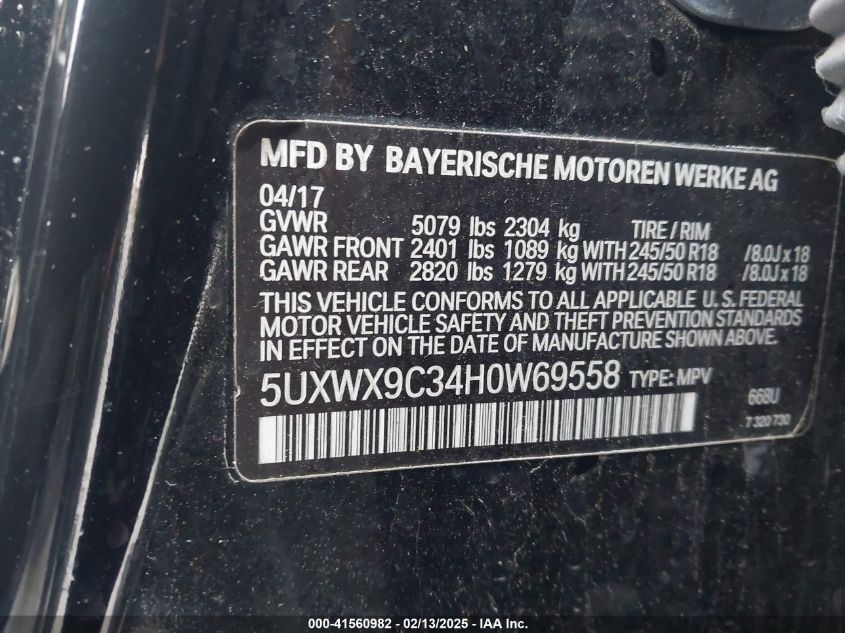 MFD BY BAYERISCHE MOTOREN WERKE AG
04/17
GVWR 5079 lbs 2304 kg TIRE / RIM
GAWR FRONT 2401 lbs 1089 kg WITH 245/50 R18 /8.0J x 18
GAWR REAR 2820 lbs 1279 kg WITH 245/50 R18 /8.0J x 18
THIS VEHICLE CONFORMS TO ALL APPLICABLE U.S. FEDERAL
MOTOR VEHICLE SAFETY AND THEFT PREVENTION STANDARDS
IN EFFECT ON THE DATE OF MANUFACTURE SHOWN ABOVE.
5UXWX9C34H0W69558 TYPE: MPV 668U
7 320 730
000-41560982 - 02/13/2025 - IAAI.COM